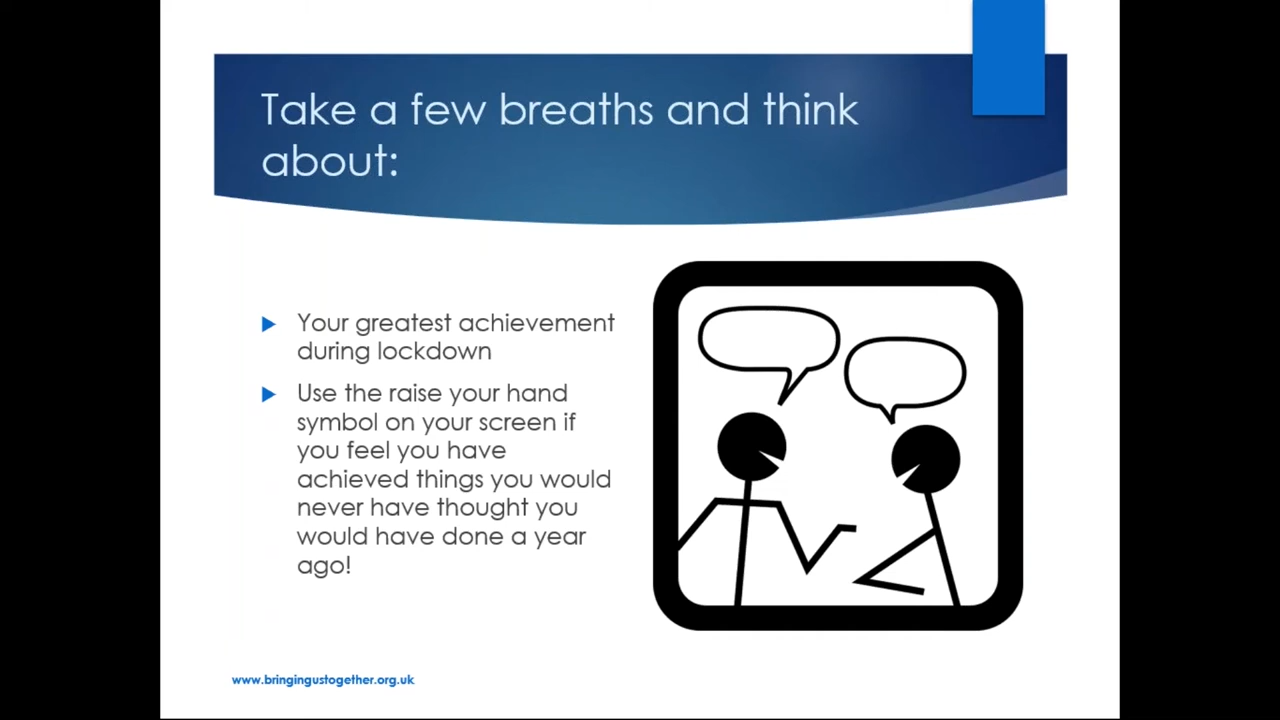 Take a few breaths and think
about:
Your greatest achievement
during lockdown
Use the raise your hand
symbol on your screen if
you feel you have
achieved things you would
never have thought you
would have done a year
ago!
www.bringingustogether.org.uk